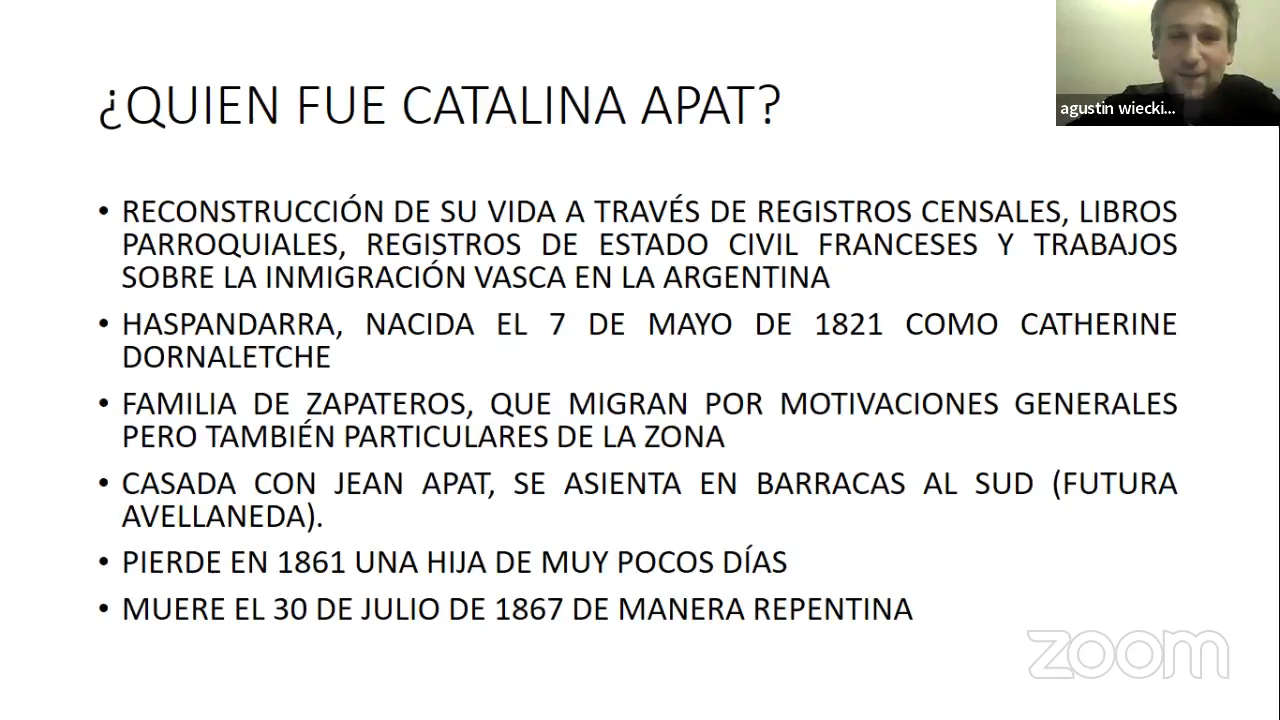 ¿QUIEN FUE CATALINA APAT?
agustin wiecki...
• RECONSTRUCCIÓN DE SU VIDA A TRAVÉS DE REGISTROS CENSALES, LIBROS
PARROQUIALES, REGISTROS DE ESTADO CIVIL FRANCESES Y TRABAJOS
SOBRE LA INMIGRACIÓN VASCA EN LA ARGENTINA
• HASPANDARRA, NACIDA EL 7 DE MAYO DE 1821 COMO CATHERINE
DORNALETCHE
• FAMILIA DE ZAPATEROS, QUE MIGRAN POR MOTIVACIONES GENERALES
PERO TAMBIÉN PARTICULARES DE LA ZONA
• CASADA CON JEAN APAT, SE ASIENTA EN BARRACAS AL SUD (FUTURA
AVELLANEDA).
• PIERDE EN 1861 UNA HIJA DE MUY POCOS DÍAS
• MUERE EL 30 DE JULIO DE 1867 DE MANERA REPENTINA
zoom